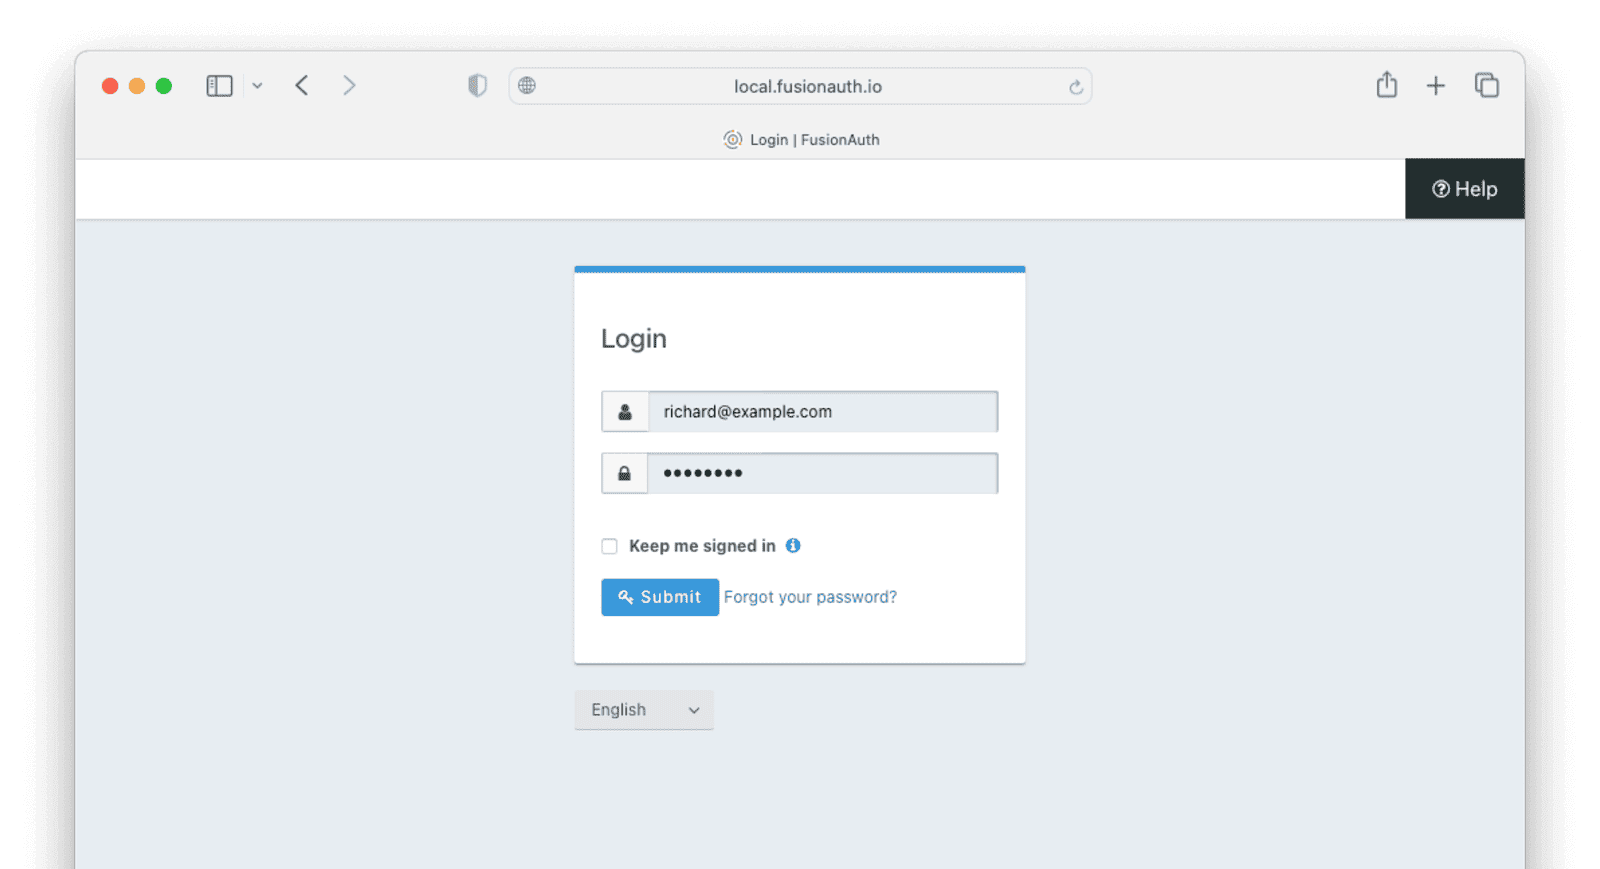 local.fusionauth.io
Login | FusionAuth
Help
Login
richard@example.com
••••••••
Keep me signed in
Submit Forgot your password?
English